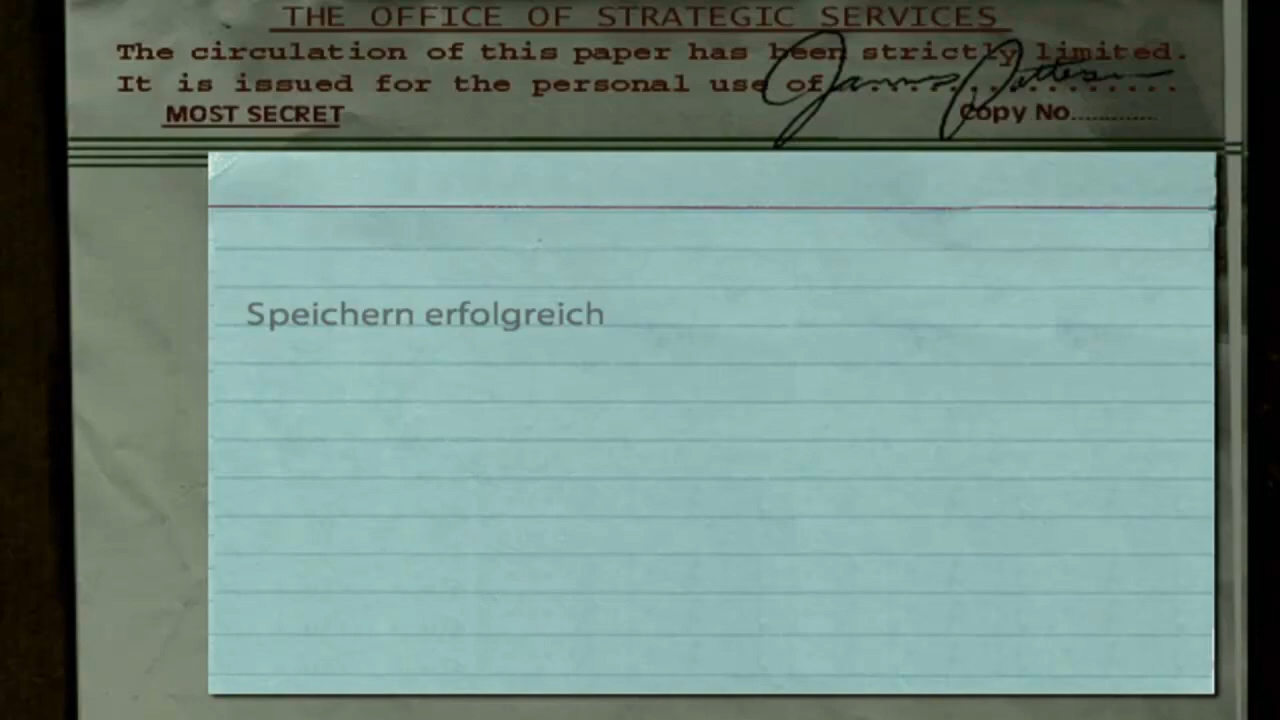 THE OFFICE OF STRATEGIC SERVICES
The circulation of this paper has been strictly limited.
It is issued for the personal use of....................
MOST SECRET
Copy No............
Speichern erfolgreich